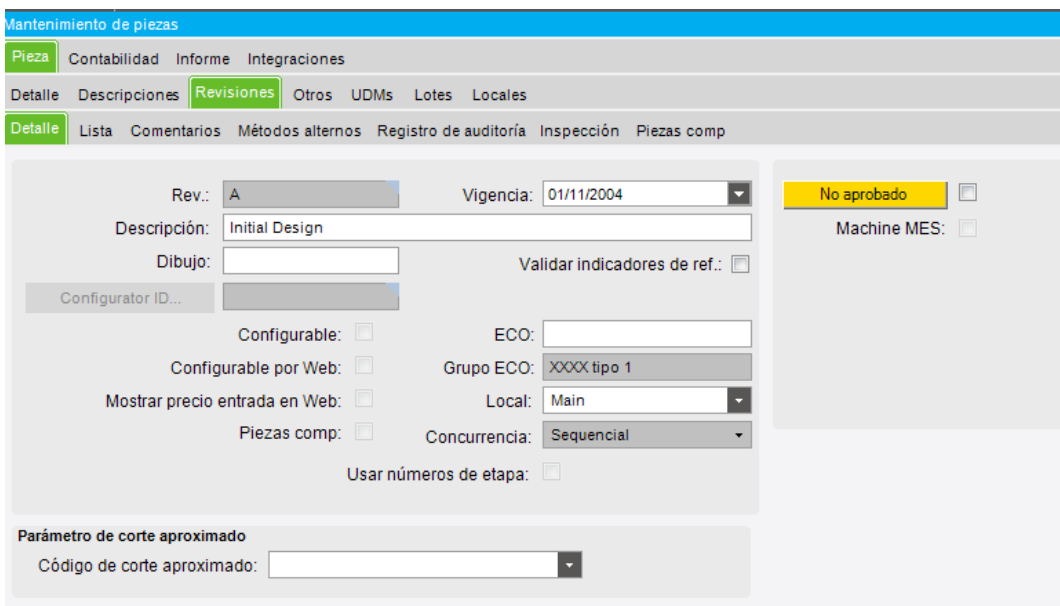 Mantenimiento de piezas
Pieza Contabilidad Informe Integraciones
Detalle Descripciones Revisiones Otros UDMs Lotes Locales
Detalle Lista Comentarios Métodos alternos Registro de auditoría Inspección Piezas comp
Rev.: A Vigencia: 01/11/2004 No aprobado
Descripción: Initial Design Machine MES:
Dibujo: Validar indicadores de ref.:
Configurator ID...
Configurable: ECO:
Configurable por Web: Grupo ECO: XXXX tipo 1
Mostrar precio entrada en Web: Local: Main
Piezas comp: Concurrencia: Sequencial
Usar números de etapa:
Parámetro de corte aproximado
Código de corte aproximado: